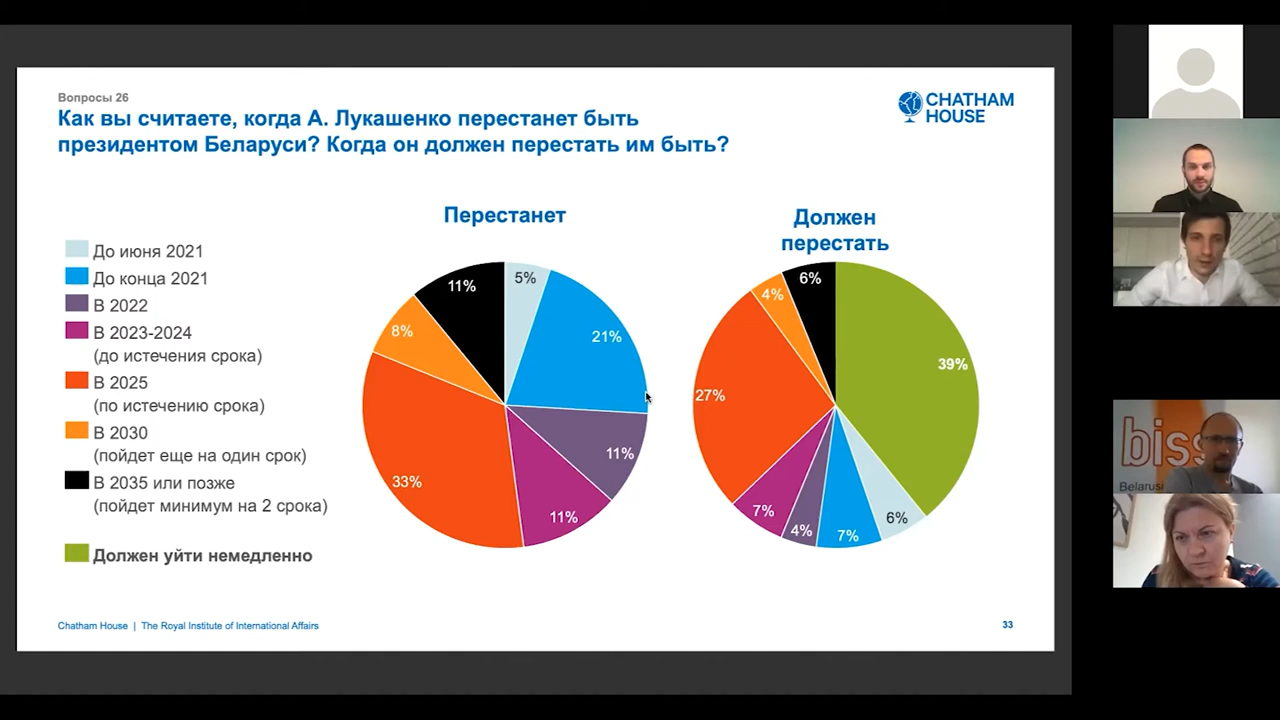 Вопросы 26
Как вы считаете, когда А. Лукашенко перестанет быть
президентом Беларуси? Когда он должен перестать им быть?
CHATHAM
HOUSE
До июня 2021
До конца 2021
В 2022
В 2023-2024
(до истечения срока)
В 2025
(по истечению срока)
В 2030
(пойдет еще на один срок)
В 2035 или позже
(пойдет минимум на 2 срока)
Должен уйти немедленно
Перестанет
5%
21%
11%
11%
33%
8%
11%
Должен
перестать
39%
6%
7%
4%
7%
27%
4%
6%
Chatham House | The Royal Institute of International Affairs
33
biss
Belarus